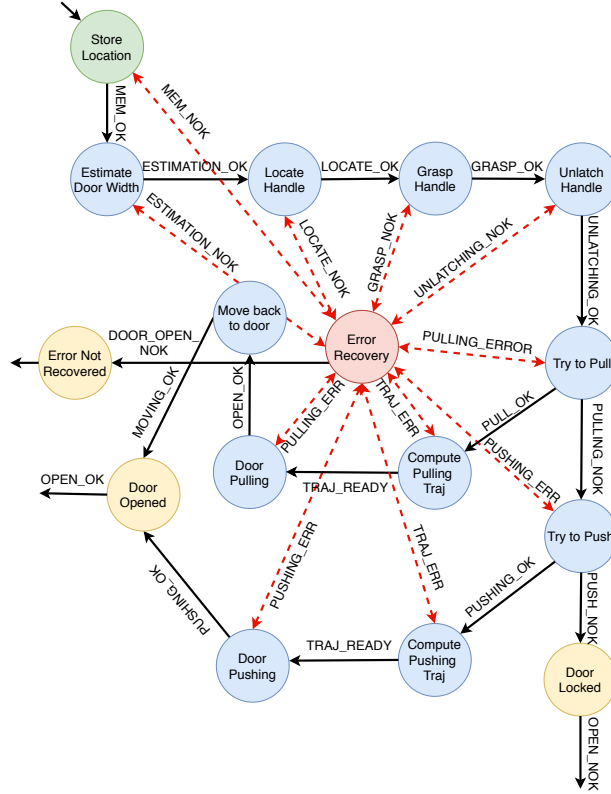 Store
Location
MEM_OK
MEM_NOK
Estimate
Door Width
ESTIMATION_OK
Locate
Handle
LOCATE_OK
Grasp
Handle
GRASP_OK
Unlatch
Handle
ESTIMATION_NOK
LOCATE_NOK
GRASP_NOK
UNLATCHING_NOK
UNLATCHING_OK
Move back
to door
Error
Recovery
PULLING_ERROR
Try to Pull
Error Not
Recovered
DOOR_OPEN_
NOK
MOVING_OK
OPEN_OK
PULLING_ERR
TRAJ_ERR
PULL_OK
PUSHING_ERR
PULLING_NOK
OPEN_OK
Door
Opened
Door
Pulling
TRAJ_READY
Compute
Pulling
Traj
Try to Push
PUSHING_OK
PUSHING_ERR
TRAJ_ERR
PUSHING_OK
PUSH_NOK
Door
Pushing
TRAJ_READY
Compute
Pushing
Traj
Door
Locked
OPEN_NOK